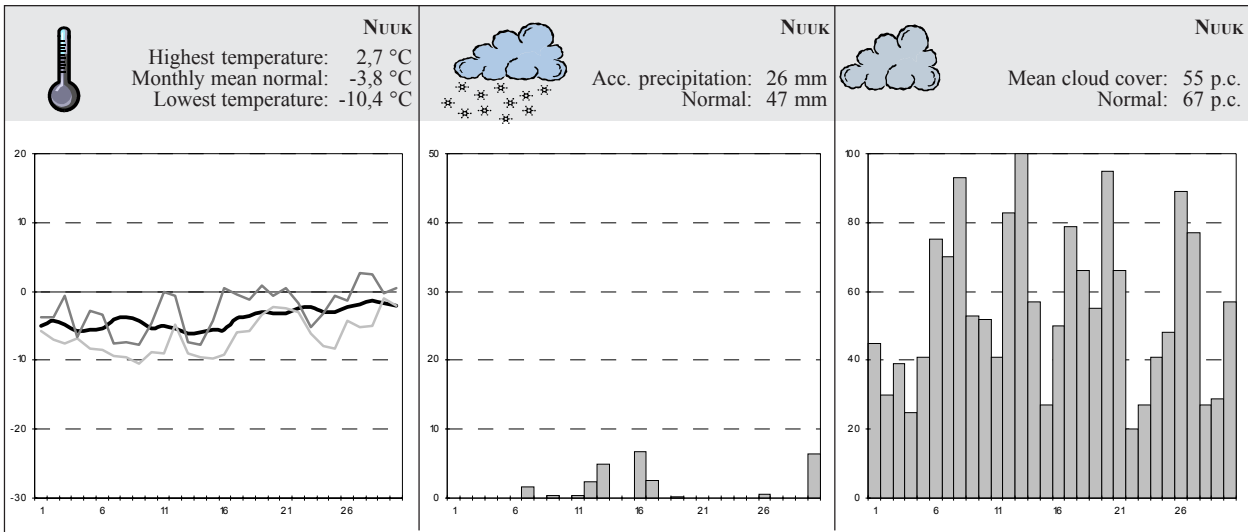 NUUK
Highest temperature: 2,7 °C
Monthly mean normal: -3,8 °C
Lowest temperature: -10,4 °C
20
10
0
-10
-20
-30
1 6 11 16 21 26
NUUK
Acc. precipitation: 26 mm
Normal: 47 mm
50
40
30
20
10
0
1 6 11 16 21 26
NUUK
Mean cloud cover: 55 p.c.
Normal: 67 p.c.
100
80
60
40
20
0
1 6 11 16 21 26